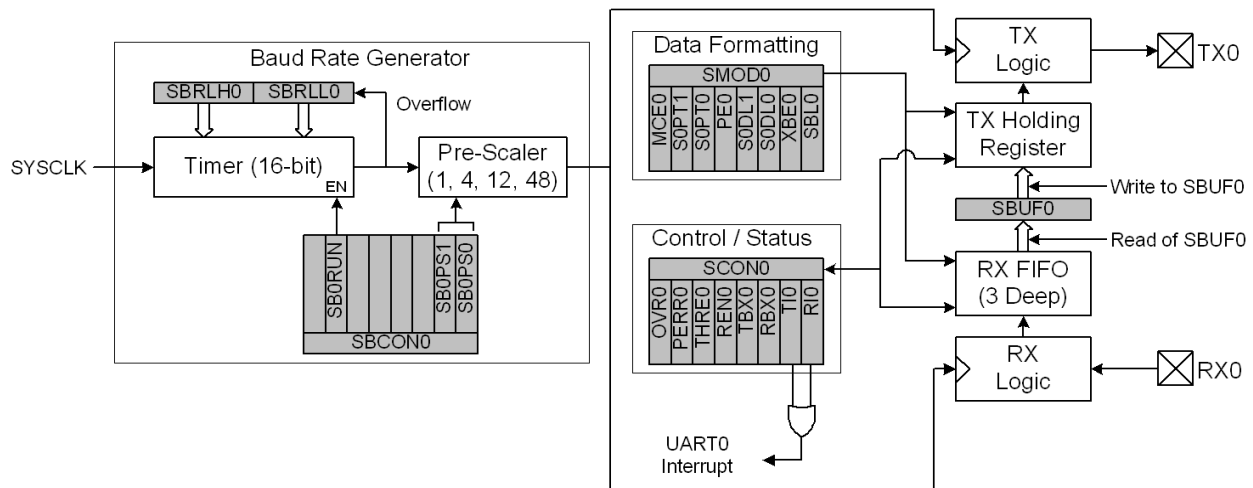 Baud Rate Generator
SBRLH0 SBRLL0
Overflow
SYSCLK
Timer (16-bit)
EN
Pre-Scaler
(1, 4, 12, 48)
SB0RUN
SB0PS1
SB0PS0
SBCON0
Data Formatting
SMOD0
MCE0
S0PT1
S0PT0
PE0
S0DL1
S0DL0
XBE0
SBL0
Control / Status
SCON0
OVR0
PERR0
THRE0
REN0
TBX0
RBX0
TI0
RI0
UART0
Interrupt
TX
Logic
TX0
TX Holding
Register
Write to SBUF0
SBUF0
Read of SBUF0
RX FIFO
(3 Deep)
RX
Logic
RX0